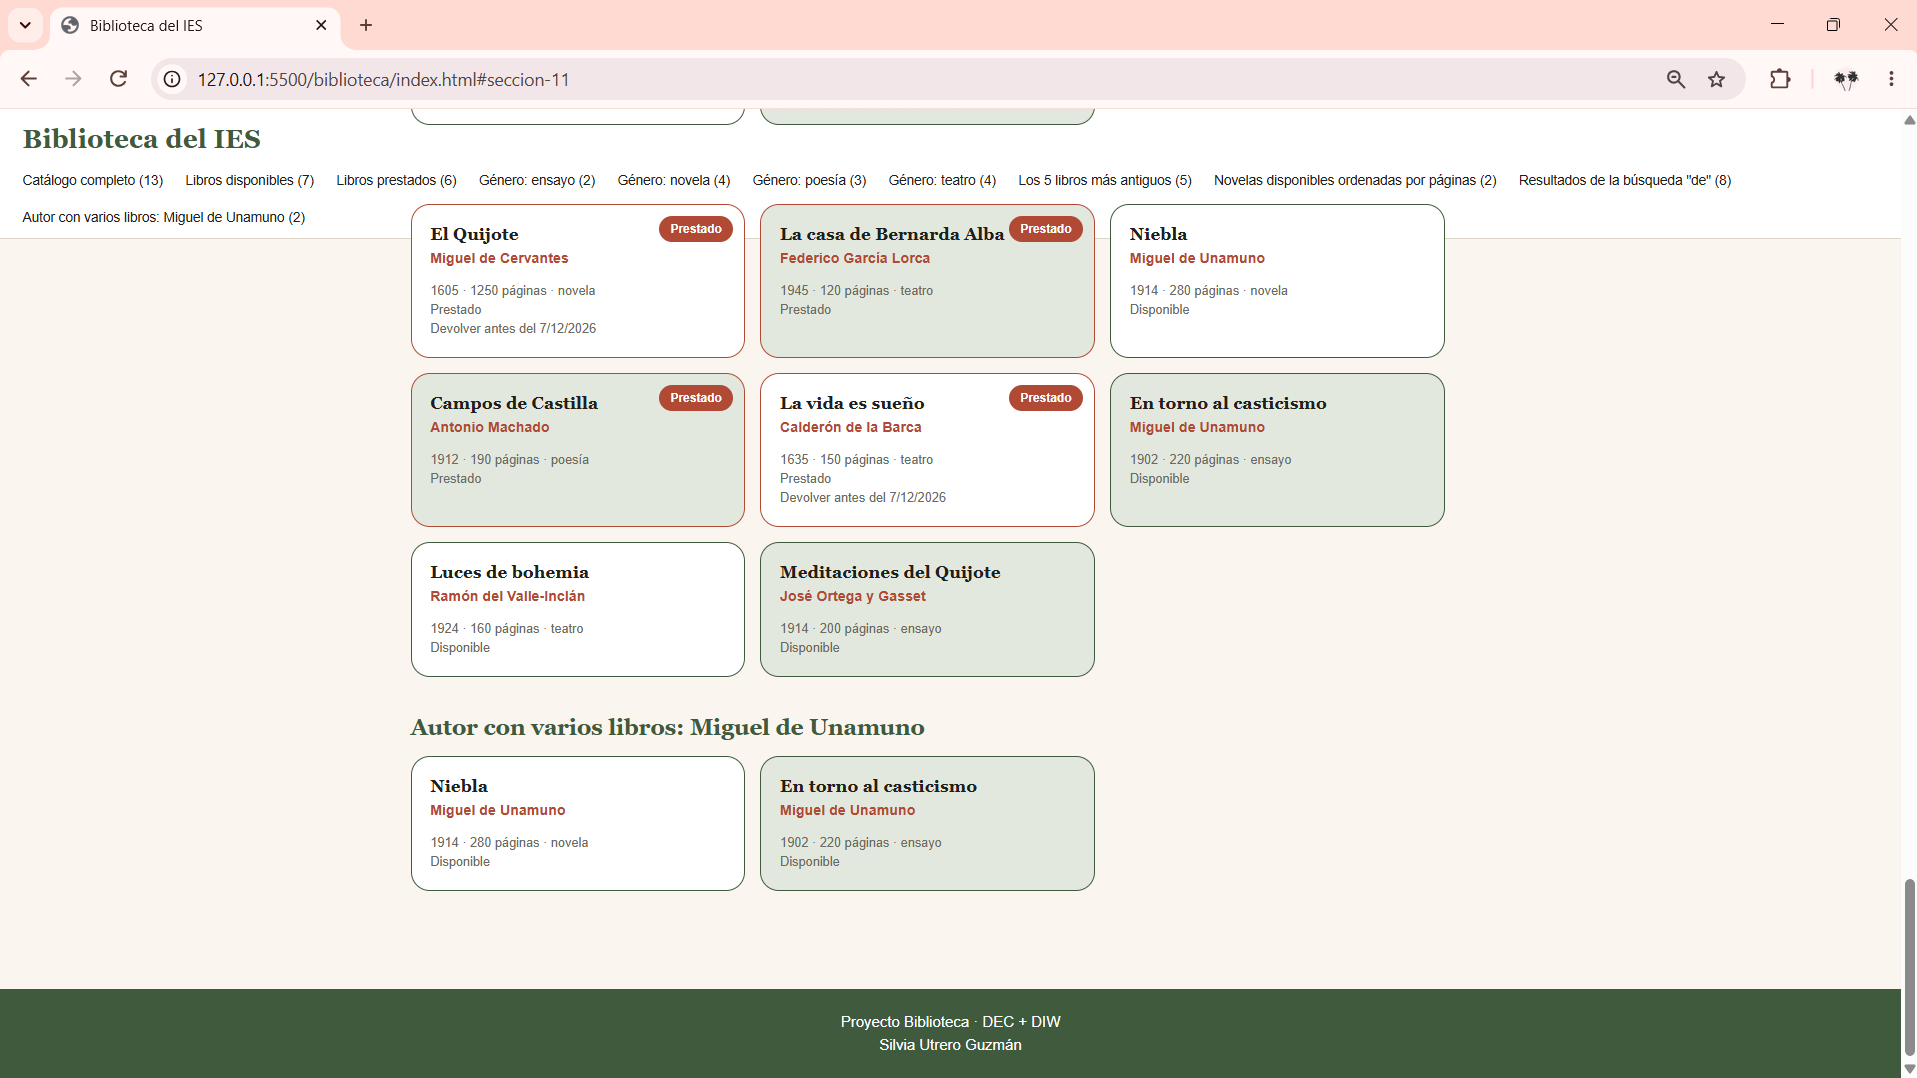 Biblioteca del IES
127.0.0.1:5500/biblioteca/index.html#seccion-11
Biblioteca del IES
Catálogo completo (13)
Libros disponibles (7)
Libros prestados (6)
Género: ensayo (2)
Género: novela (4)
Género: poesía (3)
Género: teatro (4)
Los 5 libros más antiguos (5)
Novelas disponibles ordenadas por páginas (2)
Resultados de la búsqueda "de" (8)
Autor con varios libros: Miguel de Unamuno (2)
El Quijote
Prestado
Miguel de Cervantes
1605 · 1250 páginas · novela
Prestado
Devolver antes del 7/12/2026
La casa de Bernarda Alba
Prestado
Federico García Lorca
1945 · 120 páginas · teatro
Prestado
Niebla
Miguel de Unamuno
1914 · 280 páginas · novela
Disponible
Campos de Castilla
Prestado
Antonio Machado
1912 · 190 páginas · poesía
Prestado
La vida es sueño
Prestado
Calderón de la Barca
1635 · 150 páginas · teatro
Prestado
Devolver antes del 7/12/2026
En torno al casticismo
Miguel de Unamuno
1902 · 220 páginas · ensayo
Disponible
Luces de bohemia
Ramón del Valle-Inclán
1924 · 160 páginas · teatro
Disponible
Meditaciones del Quijote
José Ortega y Gasset
1914 · 200 páginas · ensayo
Disponible
Autor con varios libros: Miguel de Unamuno
Niebla
Miguel de Unamuno
1914 · 280 páginas · novela
Disponible
En torno al casticismo
Miguel de Unamuno
1902 · 220 páginas · ensayo
Disponible
Proyecto Biblioteca · DEC + DIW
Silvia Utrero Guzmán